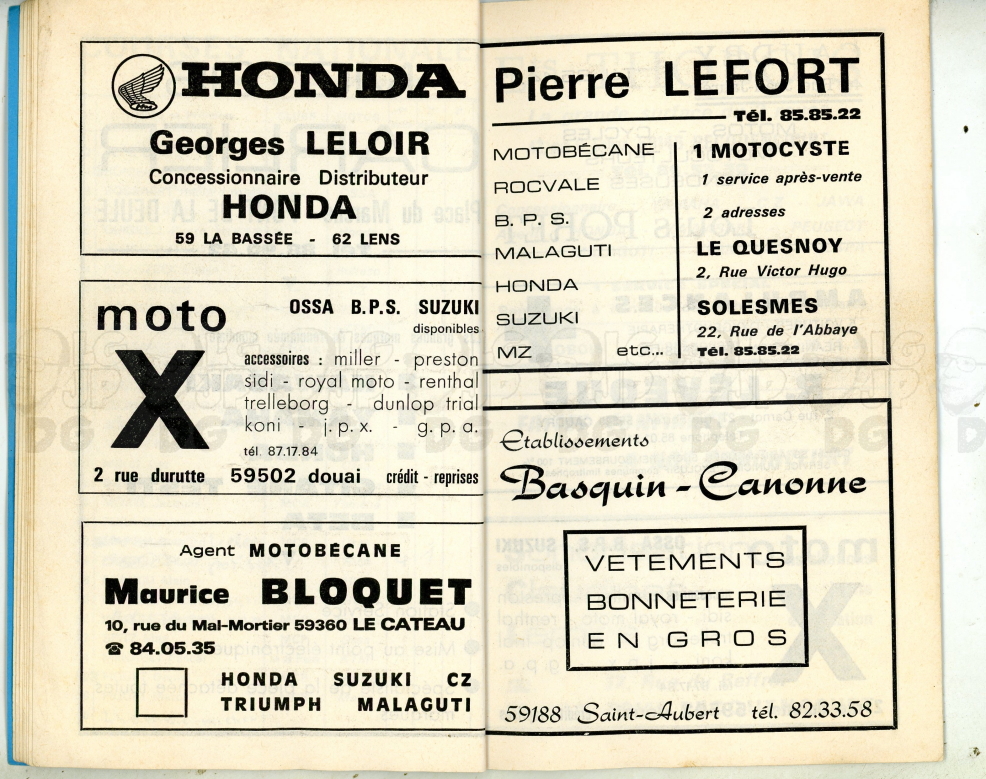 HONDA
Georges LELOIR
Concessionnaire Distributeur
HONDA
59 LA BASSÉE - 62 LENS
moto
X
OSSA B.P.S. SUZUKI
disponibles
accessoires : miller - preston
sidi - royal moto - renthal
trelleborg - dunlop trial
koni - j.p.x. g.p.a.
tél. 87.17.84
2 rue durutte 59502 douai crédit - reprises
Agent MOTOBÉCANE
Maurice BLOQUET
10, rue du Mal-Mortier 59360 LE CATEAU
☎ 84.05.35
HONDA SUZUKI CZ
TRIUMPH MALAGUTI
Pierre LEFORT
Tél. 85.85.22
MOTOBÉCANE
ROCVALE
B. P. S.
MALAGUTI
HONDA
SUZUKI
MZ etc...
1 MOTOCYSTE
1 service après-vente
2 adresses
LE QUESNOY
2, Rue Victor Hugo
SOLESMES
22, Rue de l'Abbaye
Tél. 85.85.22
Etablissements
Basquin - Canonne
VETEMENTS
BONNETERIE
EN GROS
59188 Saint-Aubert tél. 82.33.58